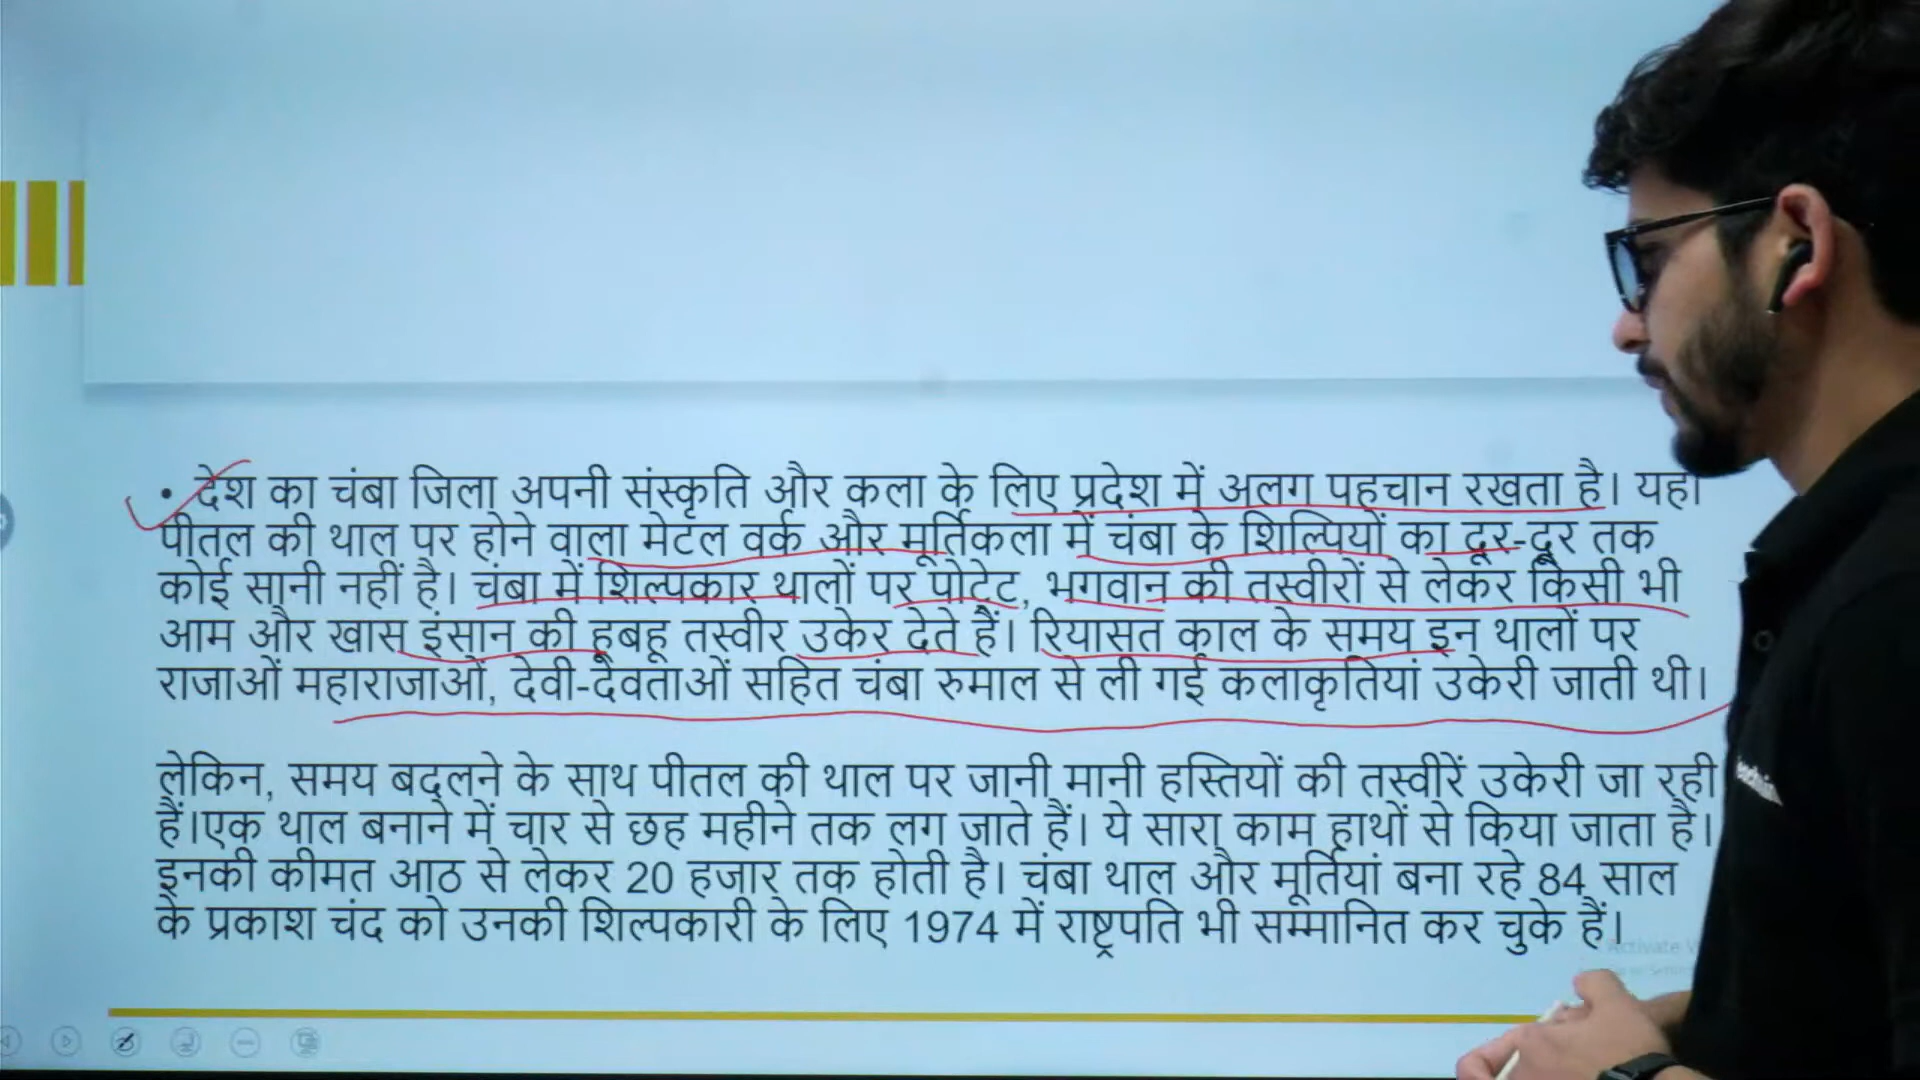 • देश का चंबा जिला अपनी संस्कृति और कला के लिए प्रदेश में अलग पहचान रखता है। यहां
पीतल की थाल पर होने वाला मेटल वर्क और मूर्तिकला में चंबा के शिल्पियों का दूर-दूर तक
कोई सानी नहीं है। चंबा में शिल्पकार थालों पर पोट्रेट, भगवान की तस्वीरों से लेकर किसी भी
आम और खास इंसान की हूबहू तस्वीर उकेर देते हैं। रियासत काल के समय इन थालों पर
राजाओं महाराजाओं, देवी-देवताओं सहित चंबा रुमाल से ली गई कलाकृतियां उकेरी जाती थी।
लेकिन, समय बदलने के साथ पीतल की थाल पर जानी मानी हस्तियों की तस्वीरें उकेरी जा रही
हैं।एक थाल बनाने में चार से छह महीने तक लग जाते हैं। ये सारा काम हाथों से किया जाता है।
इनकी कीमत आठ से लेकर 20 हजार तक होती है। चंबा थाल और मूर्तियां बना रहे 84 साल
के प्रकाश चंद को उनकी शिल्पकारी के लिए 1974 में राष्ट्रपति भी सम्मानित कर चुके हैं।
Activate